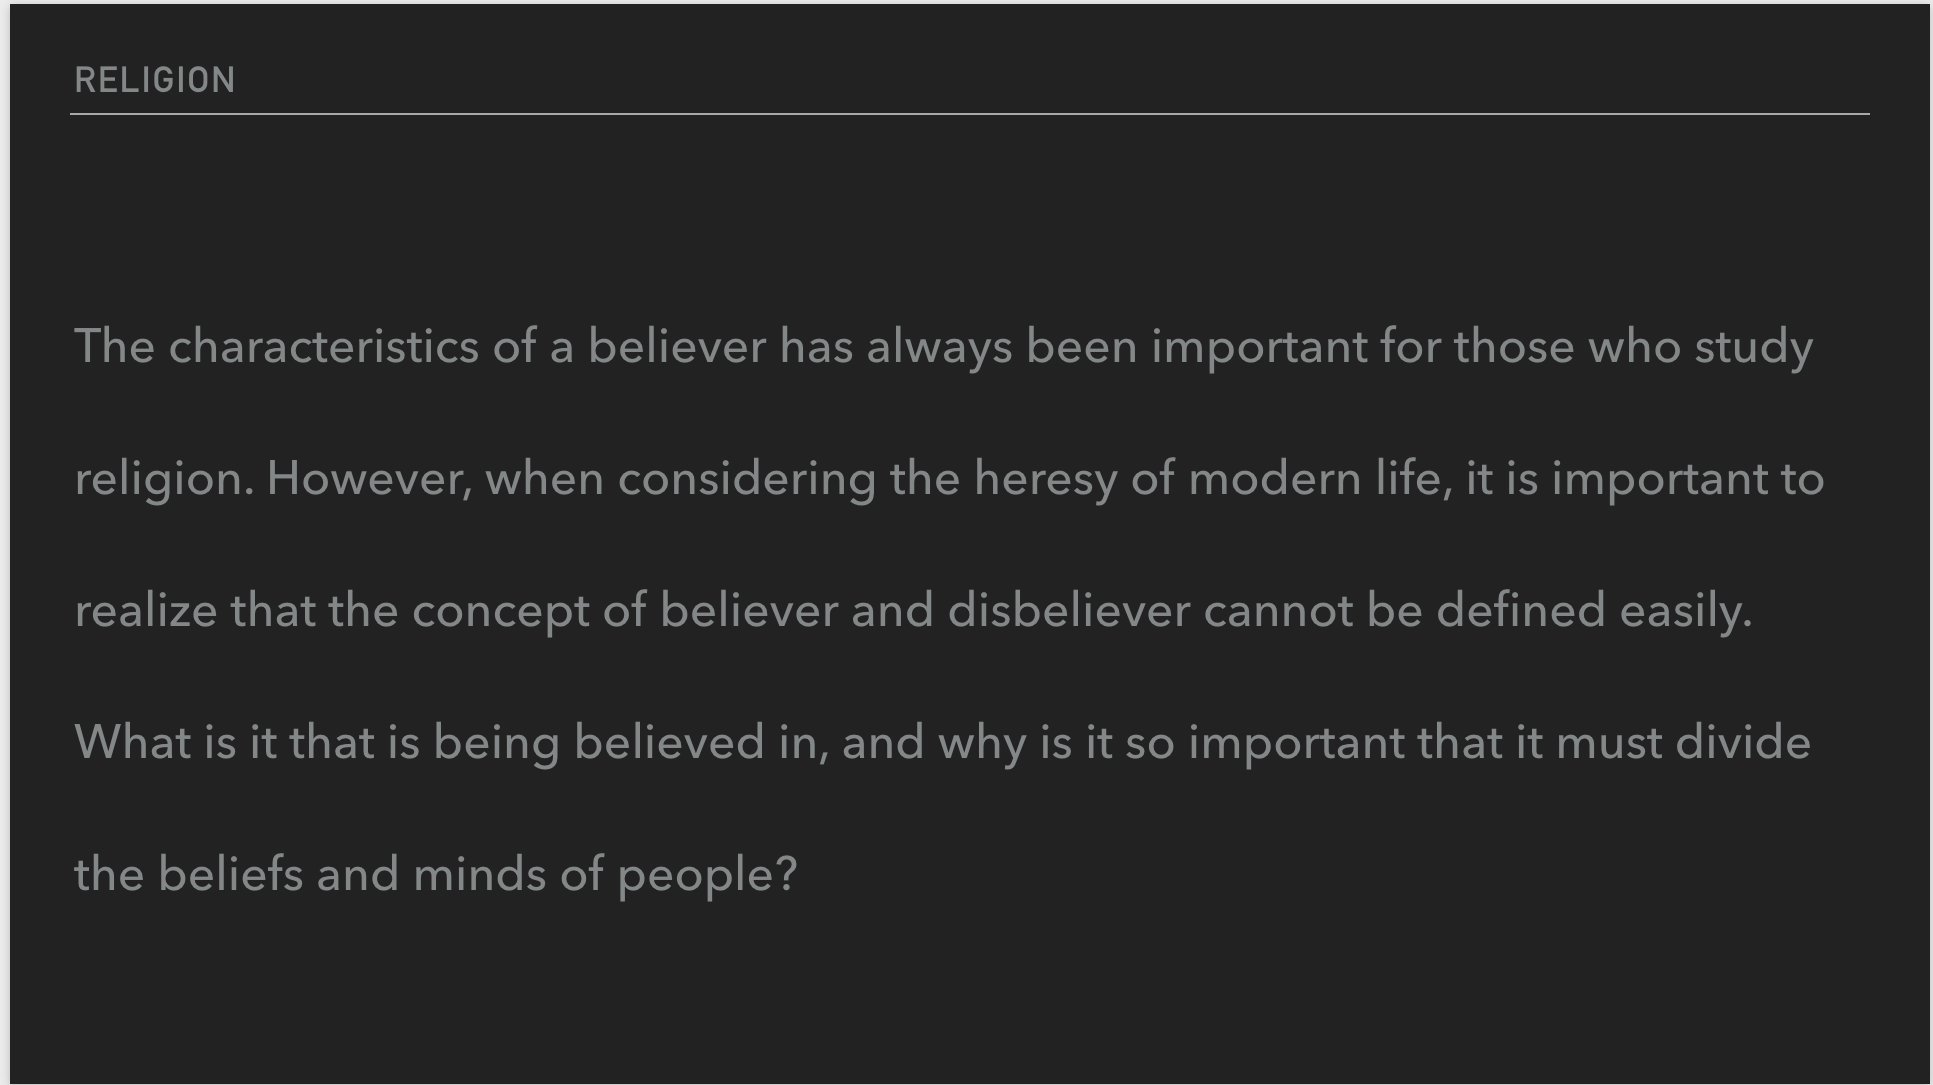 RELIGION
The characteristics of a believer has always been important for those who study
religion. However, when considering the heresy of modern life, it is important to
realize that the concept of believer and disbeliever cannot be defined easily.
What is it that is being believed in, and why is it so important that it must divide
the beliefs and minds of people?